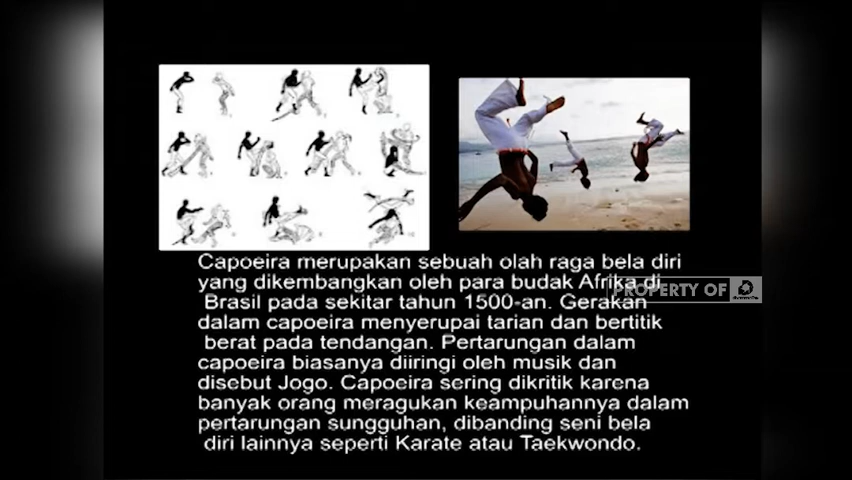 Capoeira merupakan sebuah olah raga bela diri
yang dikembangkan oleh para budak Afrika di
Brasil pada sekitar tahun 1500-an. Gerakan
PROPERTY OF
dalam capoeira menyerupai tarian dan bertitik
berat pada tendangan. Pertarungan dalam
capoeira biasanya diiringi oleh musik dan
disebut Jogo. Capoeira sering dikritik karena
banyak orang meragukan keampuhannya dalam
pertarungan sungguhan, dibanding seni bela
diri lainnya seperti Karate atau Taekwondo.